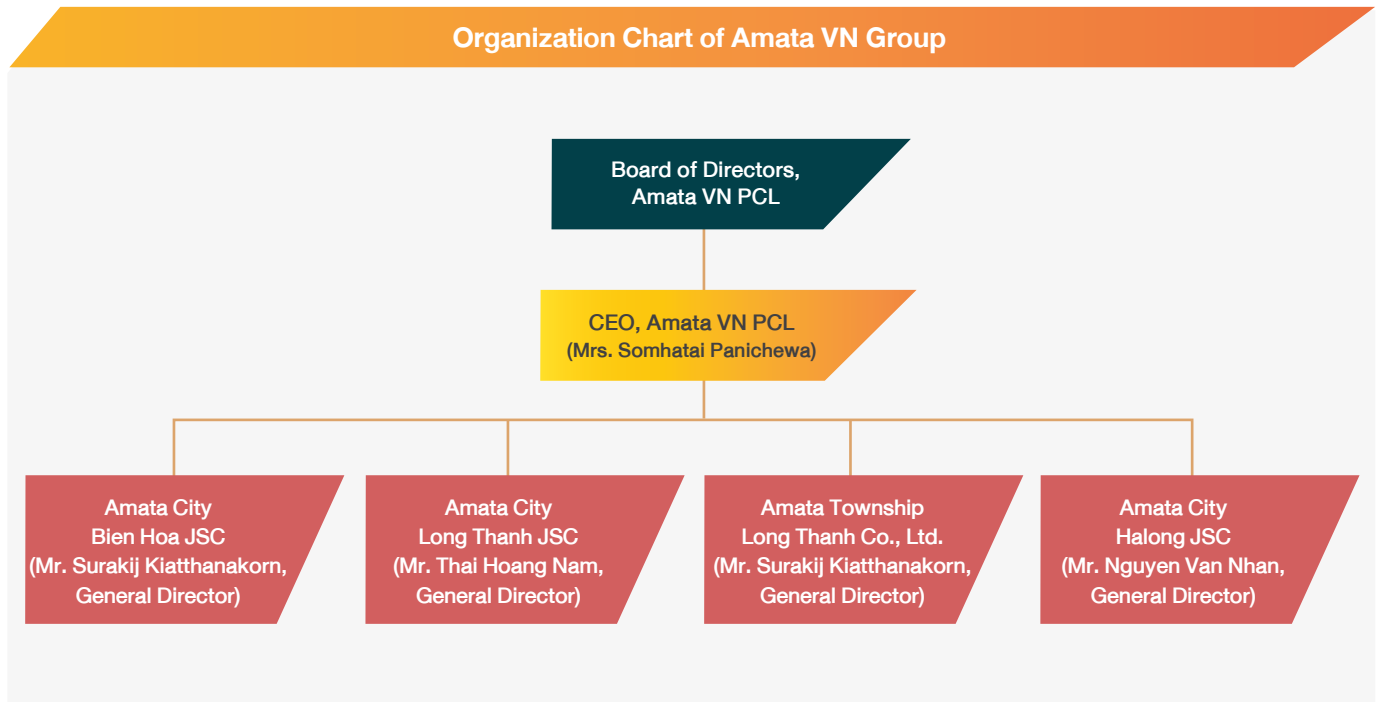 Organization Chart of Amata VN Group
Board of Directors,
Amata VN PCL
CEO, Amata VN PCL
(Mrs. Somhatai Panichewa)
Amata City
Bien Hoa JSC
(Mr. Surakij Kiatthanakorn,
General Director)
Amata City
Long Thanh JSC
(Mr. Thai Hoang Nam,
General Director)
Amata Township
Long Thanh Co., Ltd.
(Mr. Surakij Kiatthanakorn,
General Director)
Amata City
Halong JSC
(Mr. Nguyen Van Nhan,
General Director)